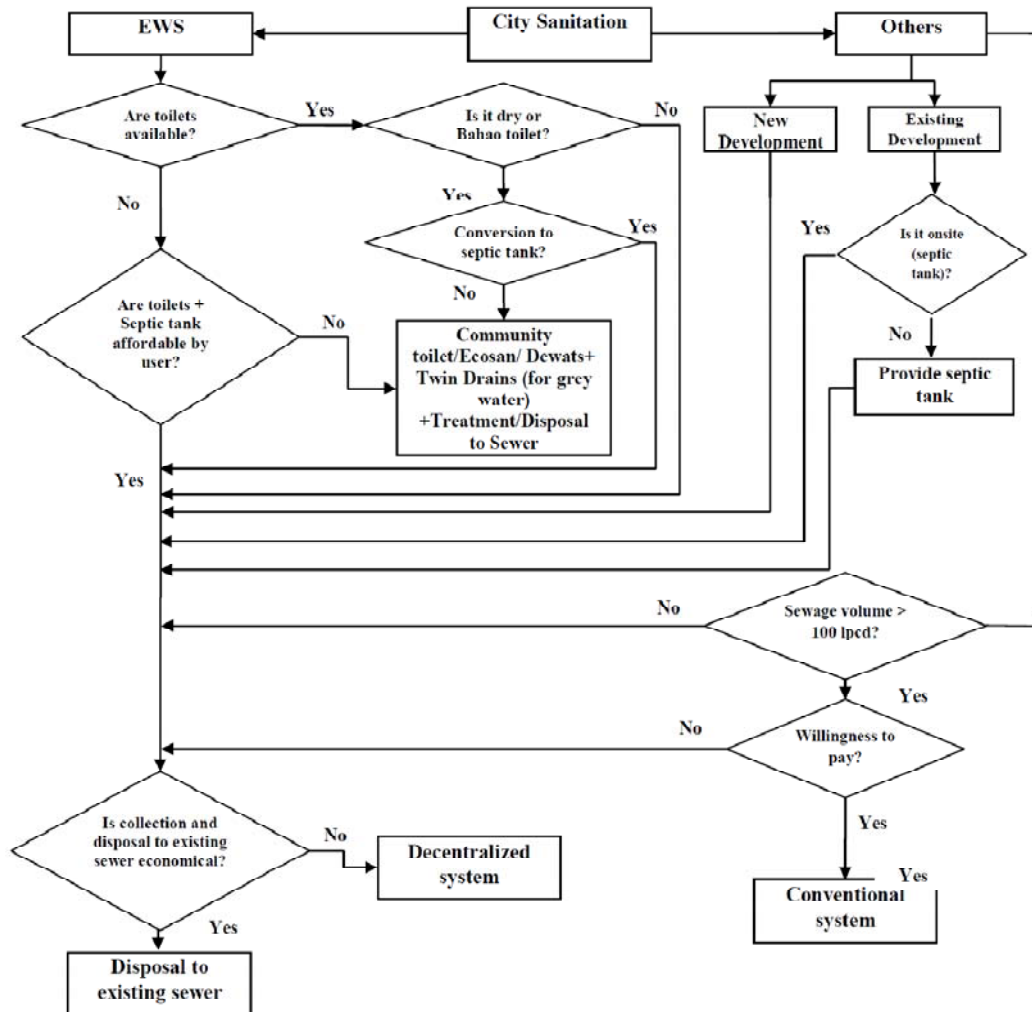 EWS
City Sanitation
Others
Are toilets
available?
Yes
Is it dry or
Bahao toilet?
No
New
Development
Existing
Development
No
Yes
Conversion to
septic tank?
Yes
Yes
Is it onsite
(septic
tank)?
Are toilets +
Septic tank
affordable by
user?
No
No
Community
toilet/Ecosan/ Dewats+
Twin Drains (for grey
water)
+Treatment/Disposal
to Sewer
No
Provide septic
tank
Yes
No
Sewage volume >
100 lpcd?
Yes
No
Willingness to
pay?
Is collection and
disposal to existing
sewer economical?
No
Decentralized
system
Yes
Yes
Conventional
system
Yes
Disposal to
existing sewer